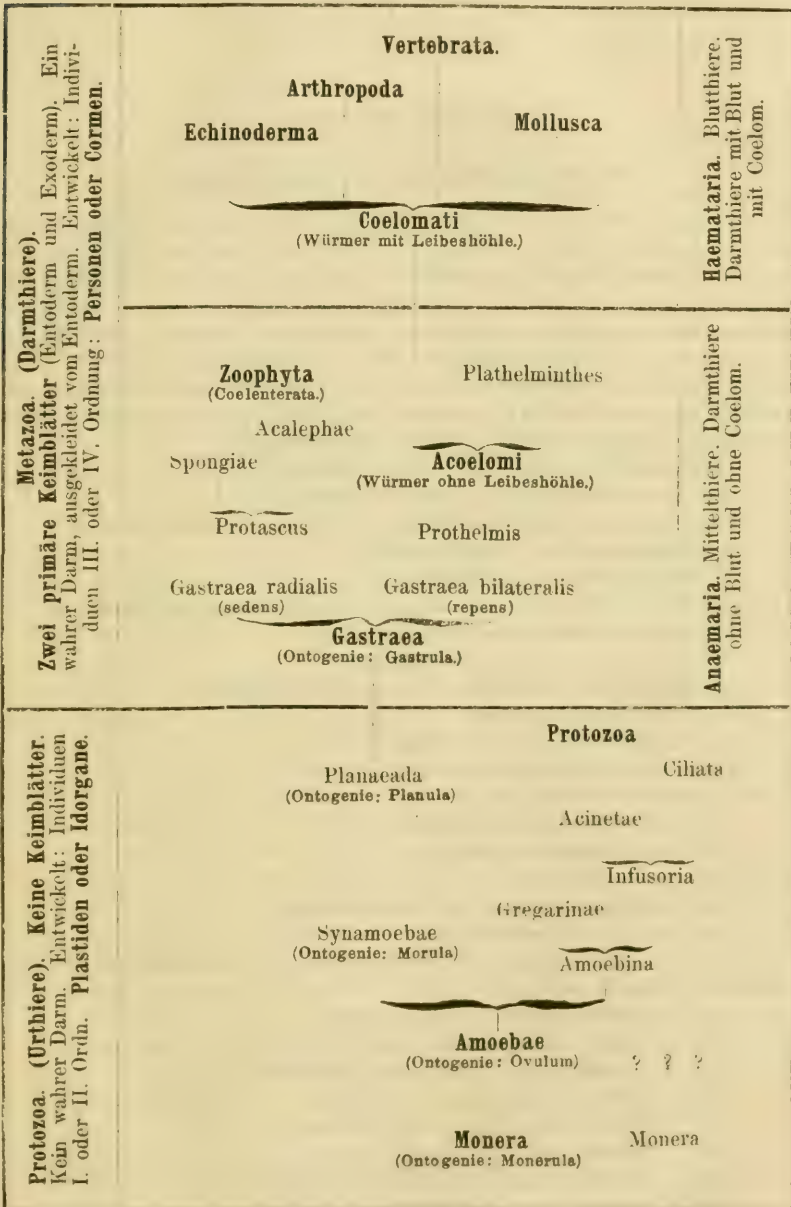 Metazoa. (Darmthiere).
Zwei primäre Keimblätter (Entoderm und Exoderm). Ein
wahrer Darm, ausgekleidet vom Entoderm. Entwickelt: Indivi-
duen III. oder IV. Ordnung: Personen oder Cormen.
Vertebrata.
Arthropoda
Echinoderma
Mollusca
Coelomati
(Würmer mit Leibeshöhle.)
Haemataria. Blutthiere.
Darmthiere mit Blut und
mit Coelom.
Zoophyta
(Coelenterata.)
Plathelminthes
Acalephae
Spongiae
Acoelomi
(Würmer ohne Leibeshöhle.)
Protascus
Prothelmis
Gastraea radialis
(sedens)
Gastraea bilateralis
(repens)
Gastraea
(Ontogenie: Gastrula.)
Anaemaria. Mittelthiere. Darmthiere
ohne Blut und ohne Coelom.
Protozoa. (Urthiere). Keine Keimblätter.
Kein wahrer Darm. Entwickelt: Individuen
I. oder II. Ordn. Plastiden oder Idorgane.
Protozoa
Planaeada
(Ontogenie: Planula)
Ciliata
Acinetae
Infusoria
Gregarinae
Synamoebae
(Ontogenie: Morula)
Amoebina
Amoebae
(Ontogenie: Ovulum) ? ? ?
Monera
(Ontogenie: Monerula)
Monera